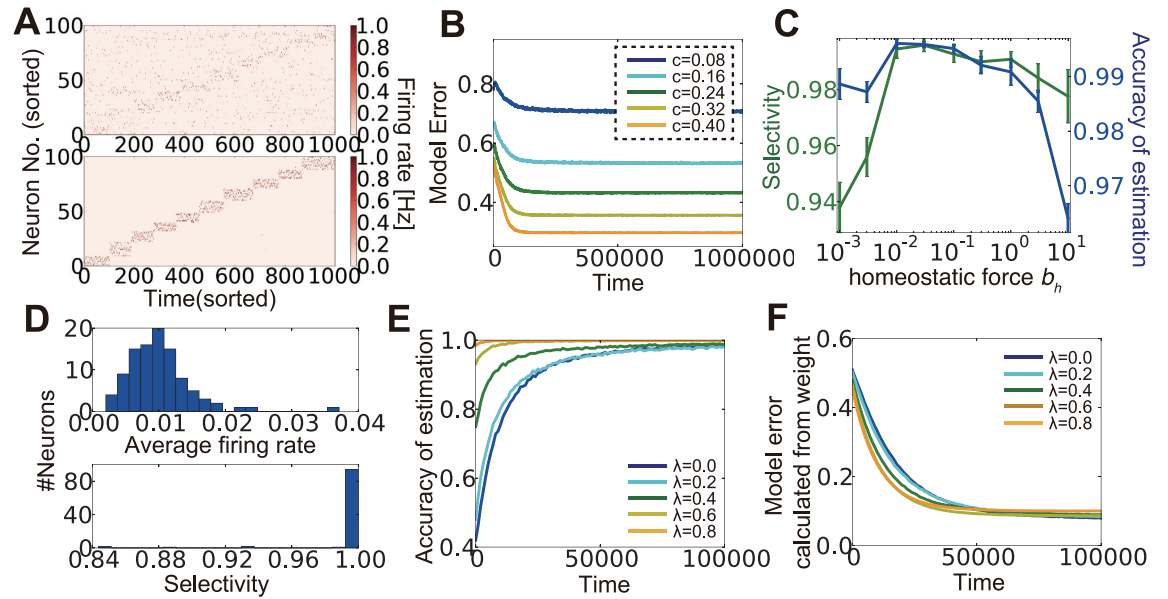 A
100
50
0
0 200 400 600 800 1000
1.0
0.8
0.6
0.4
0.2
0.0
100
50
0
0 200 400 600 800 1000
1.0
0.8
0.6
0.4
0.2
0.0
Neuron No. (sorted)
Time(sorted)
Firing rate [Hz]
B
0.8
0.6
0.4
Model Error
c=0.08
c=0.16
c=0.24
c=0.32
c=0.40
0 500000 1000000
Time
C
0.98
0.96
0.94
Selectivity
0.99
0.98
0.97
Accuracy of estimation
10⁻³ 10⁻² 10⁻¹ 10⁰ 10¹
homeostatic force bₕ
D
20
10
0
0.00 0.01 0.02 0.03 0.04
Average firing rate
#Neurons
80
40
0
0.84 0.88 0.92 0.96 1.00
Selectivity
E
1.0
0.9
0.8
0.7
0.6
0.5
0.4
Accuracy of estimation
λ=0.0
λ=0.2
λ=0.4
λ=0.6
λ=0.8
0 50000 100000
Time
F
0.6
0.4
0.2
0.0
Model error
calculated from weight
λ=0.0
λ=0.2
λ=0.4
λ=0.6
λ=0.8
0 50000 100000
Time